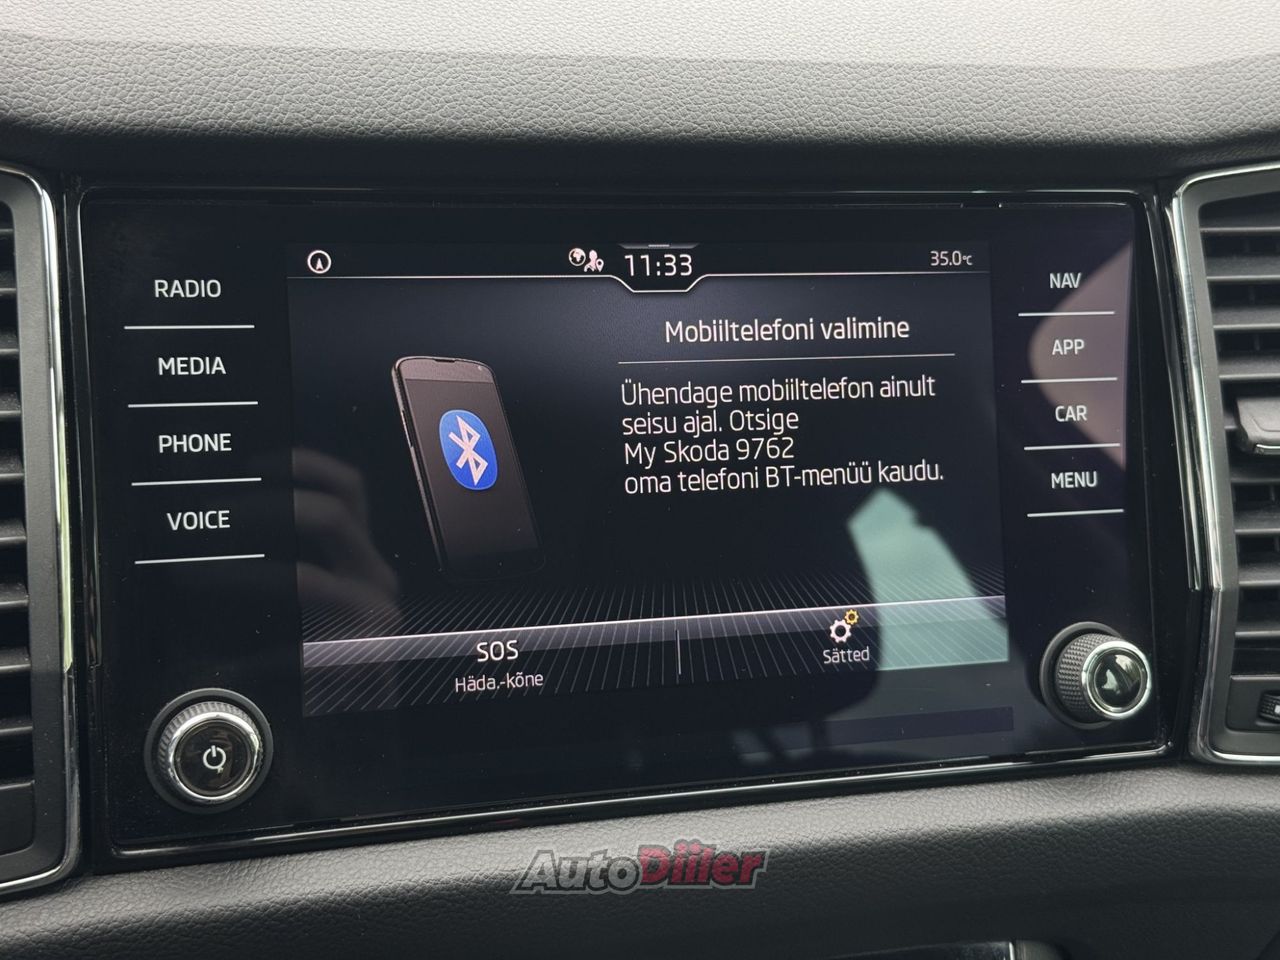 RADIO
MEDIA
PHONE
VOICE
11:33
35.0°C
Mobiiltelefoni valimine
Ühendage mobiiltelefon ainult
seisu ajal. Otsige
My Skoda 9762
oma telefoni BT-menüü kaudu.
SOS
Häda.-kõne
Sätted
NAV
APP
CAR
MENU
AutoDiiler